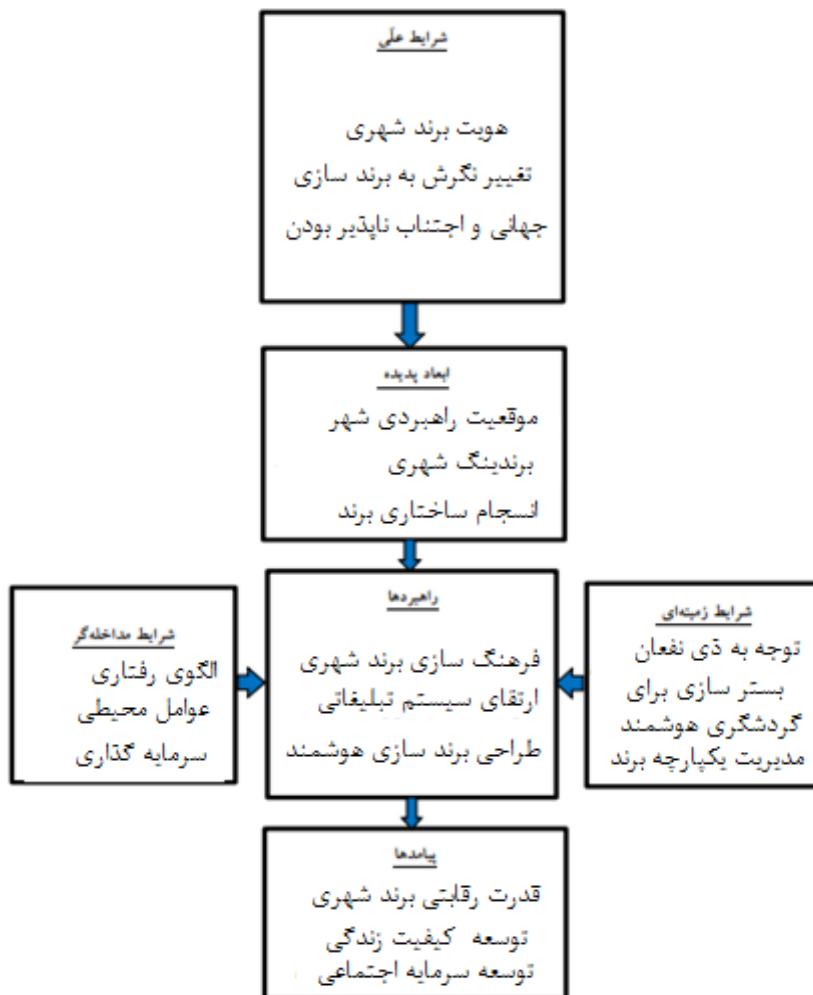 شرایط علّی
هویت برند شهری
تغییر نگرش به برند سازی
جهانی و اجتناب ناپذیر بودن
ابعاد پدیده
موقعیت راهبردی شهر
برندینگ شهری
انسجام ساختاری برند
شرایط زمینه‌ای
توجه به ذی نفعان
بستر سازی برای
گردشگری هوشمند
مدیریت یکپارچه برند
راهبردها
فرهنگ سازی برند شهری
ارتقای سیستم تبلیغاتی
طراحی برند سازی هوشمند
شرایط مداخله‌گر
الگوی رفتاری
عوامل محیطی
سرمایه گذاری
پیامدها
قدرت رقابتی برند شهری
توسعه کیفیت زندگی
توسعه سرمایه اجتماعی